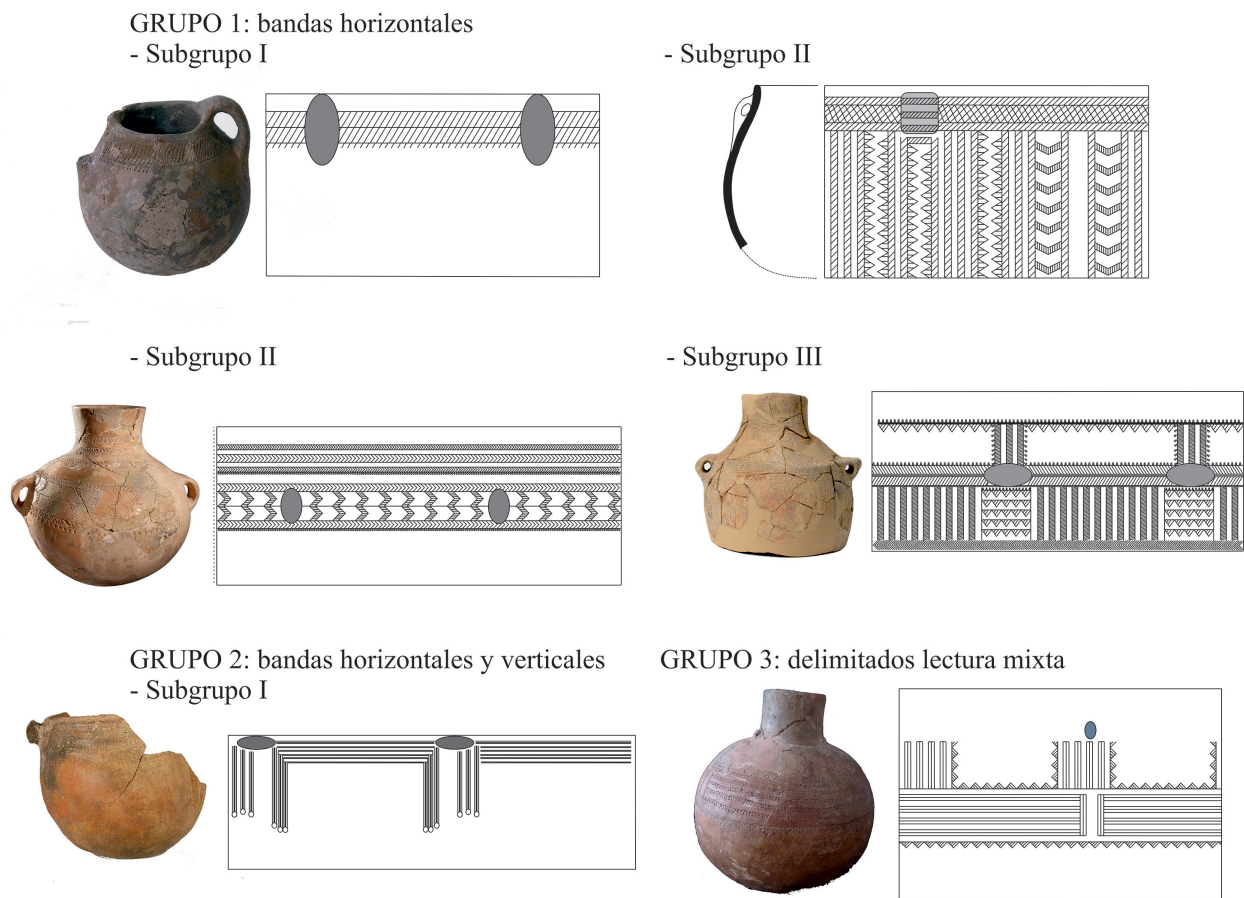 GRUPO 1: bandas horizontales
- Subgrupo I
- Subgrupo II
- Subgrupo II
- Subgrupo III
GRUPO 2: bandas horizontales y verticales
- Subgrupo I
GRUPO 3: delimitados lectura mixta